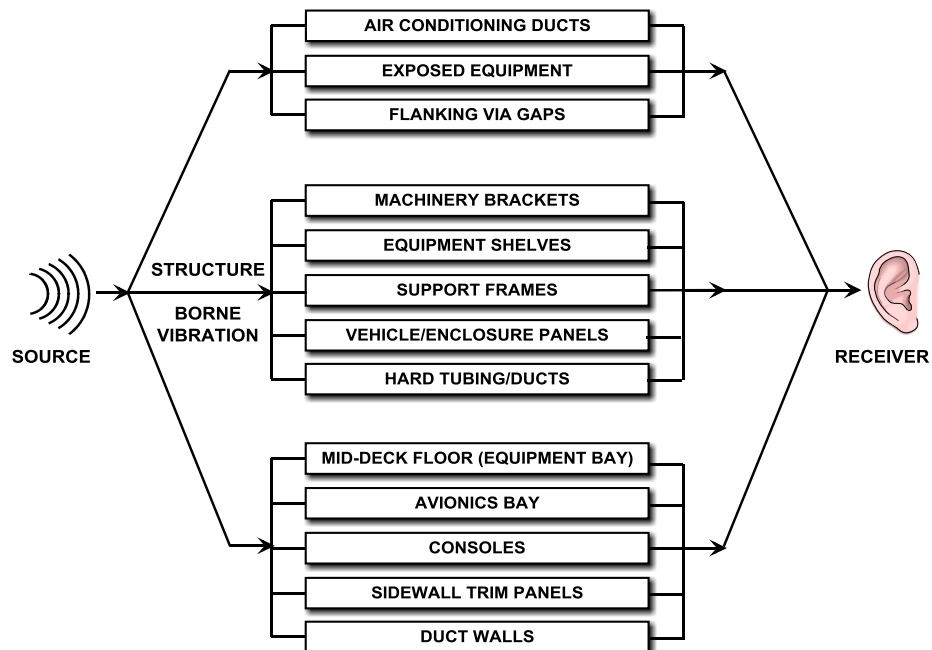 AIR CONDITIONING DUCTS
EXPOSED EQUIPMENT
FLANKING VIA GAPS
MACHINERY BRACKETS
EQUIPMENT SHELVES
STRUCTURE
SUPPORT FRAMES
BORNE
VIBRATION
VEHICLE/ENCLOSURE PANELS
SOURCE
RECEIVER
HARD TUBING/DUCTS
MID-DECK FLOOR (EQUIPMENT BAY)
AVIONICS BAY
CONSOLES
SIDEWALL TRIM PANELS
DUCT WALLS